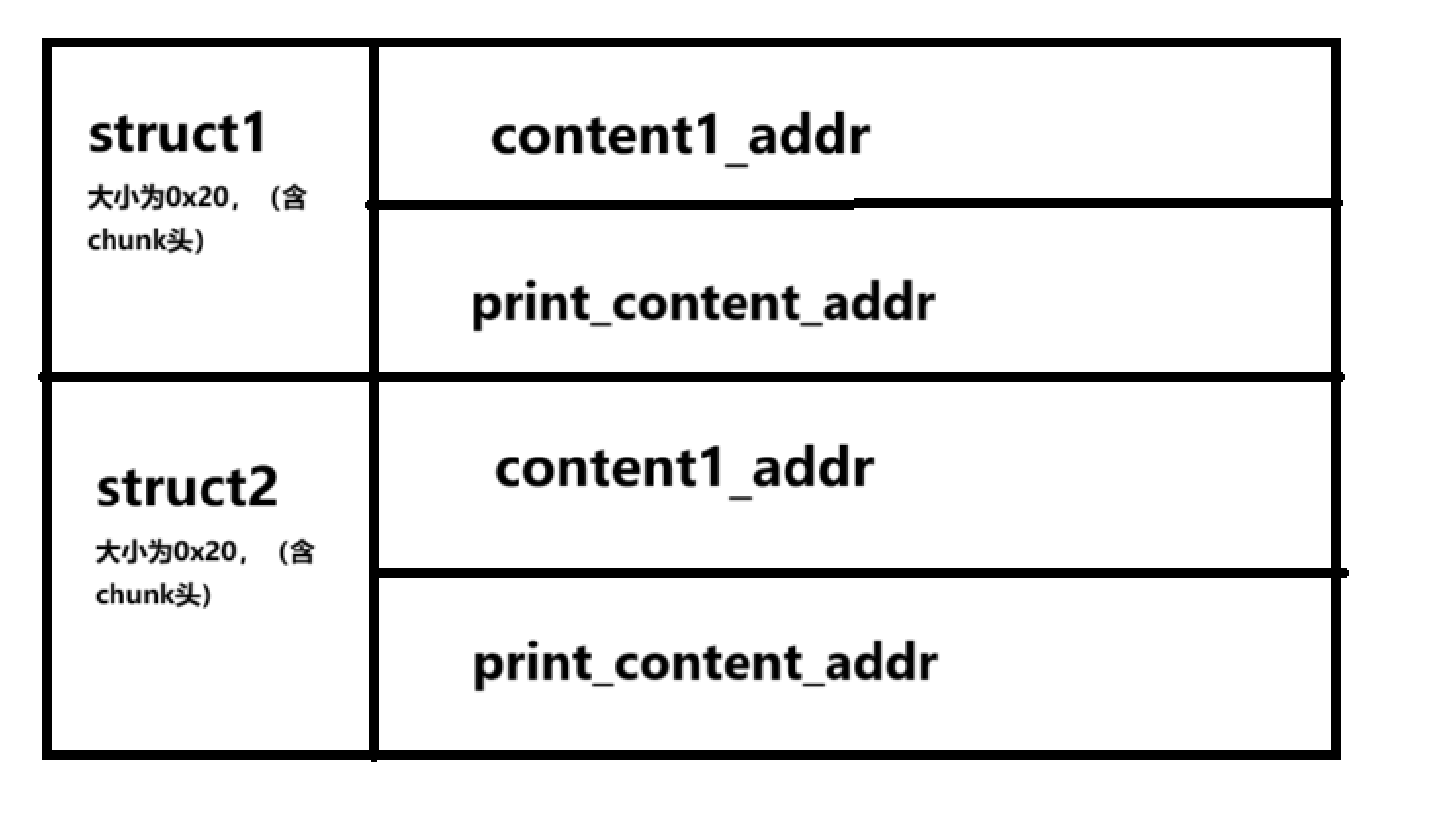 struct1
大小为0x20，（含
chunk头）
content1_addr
print_content_addr
struct2
大小为0x20，（含
chunk头）
content1_addr
print_content_addr